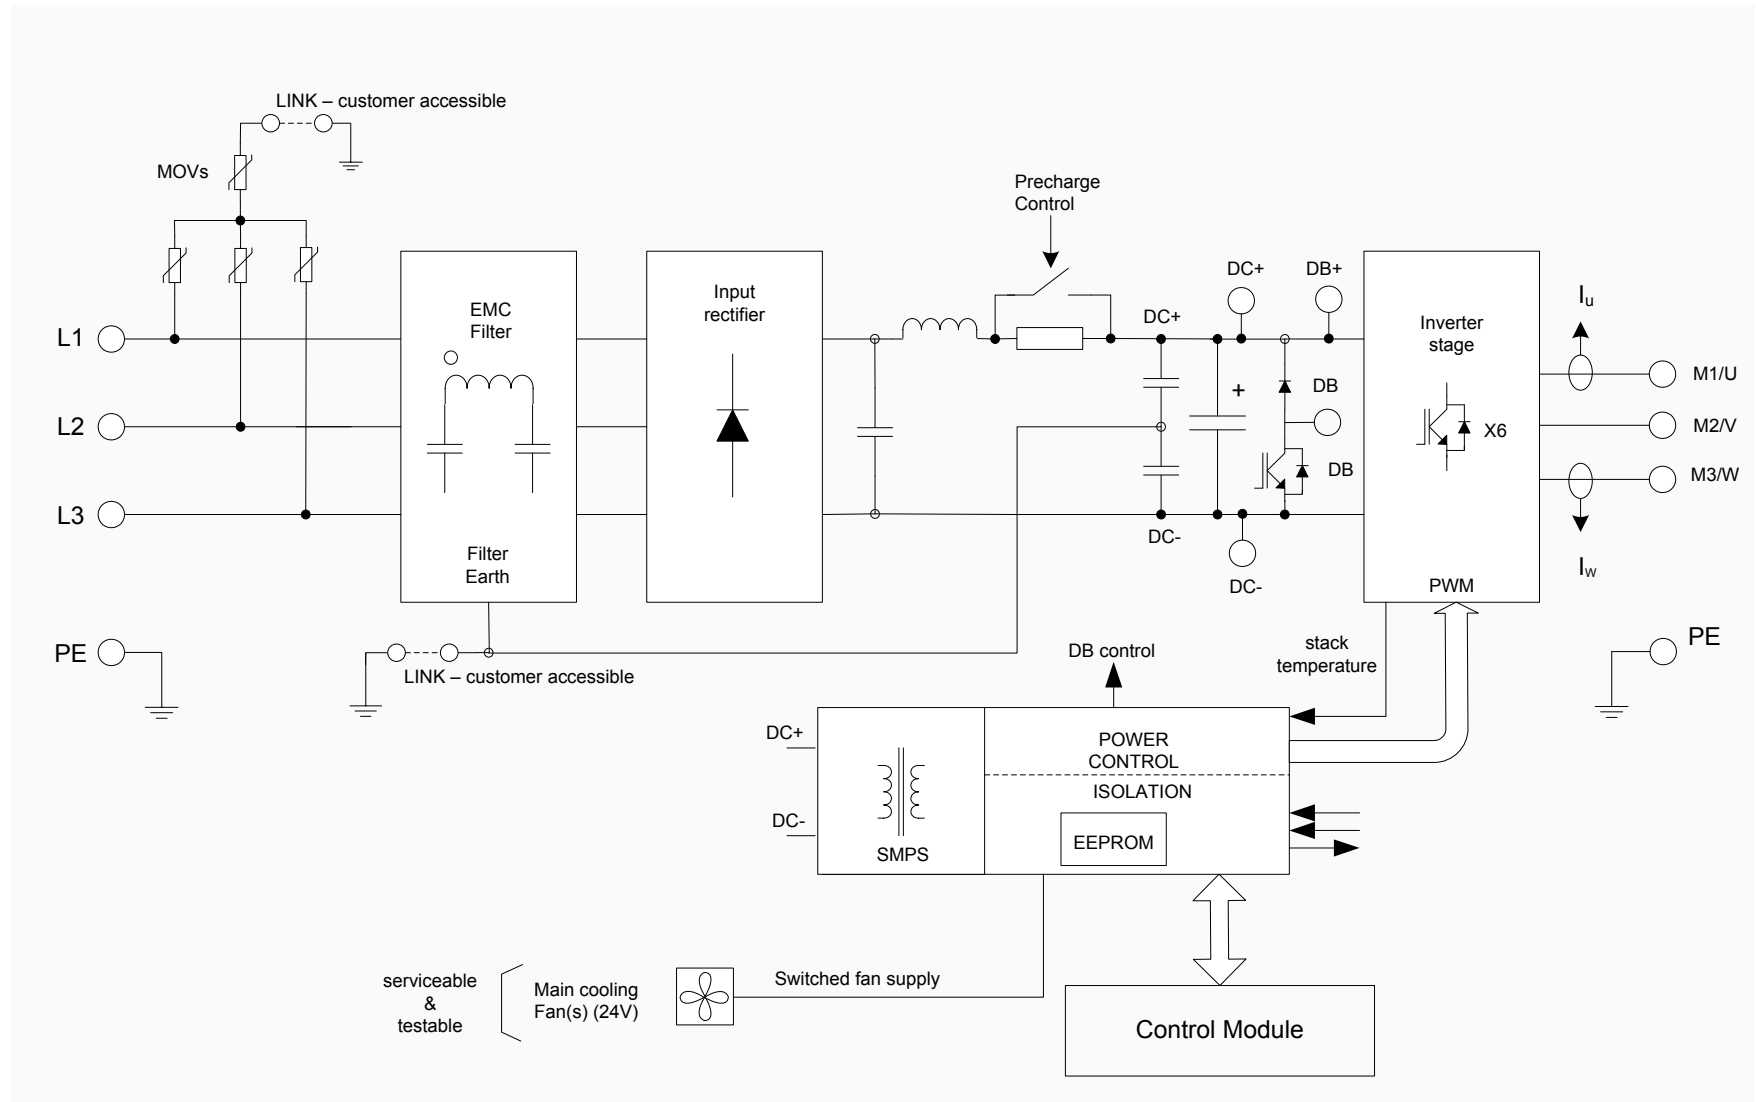 LINK – customer accessible
MOVs
Precharge
Control
L1
L2
L3
PE
EMC
Filter
Filter
Earth
LINK – customer accessible
Input
rectifier
DC+
DC-
DC+
DB+
+
DB
DB
DC-
Inverter
stage
X6
PWM
Iu
M1/U
M2/V
M3/W
Iw
PE
stack
temperature
DB control
DC+
DC-
SMPS
POWER
CONTROL
ISOLATION
EEPROM
serviceable
&
testable
Main cooling
Fan(s) (24V)
Switched fan supply
Control Module